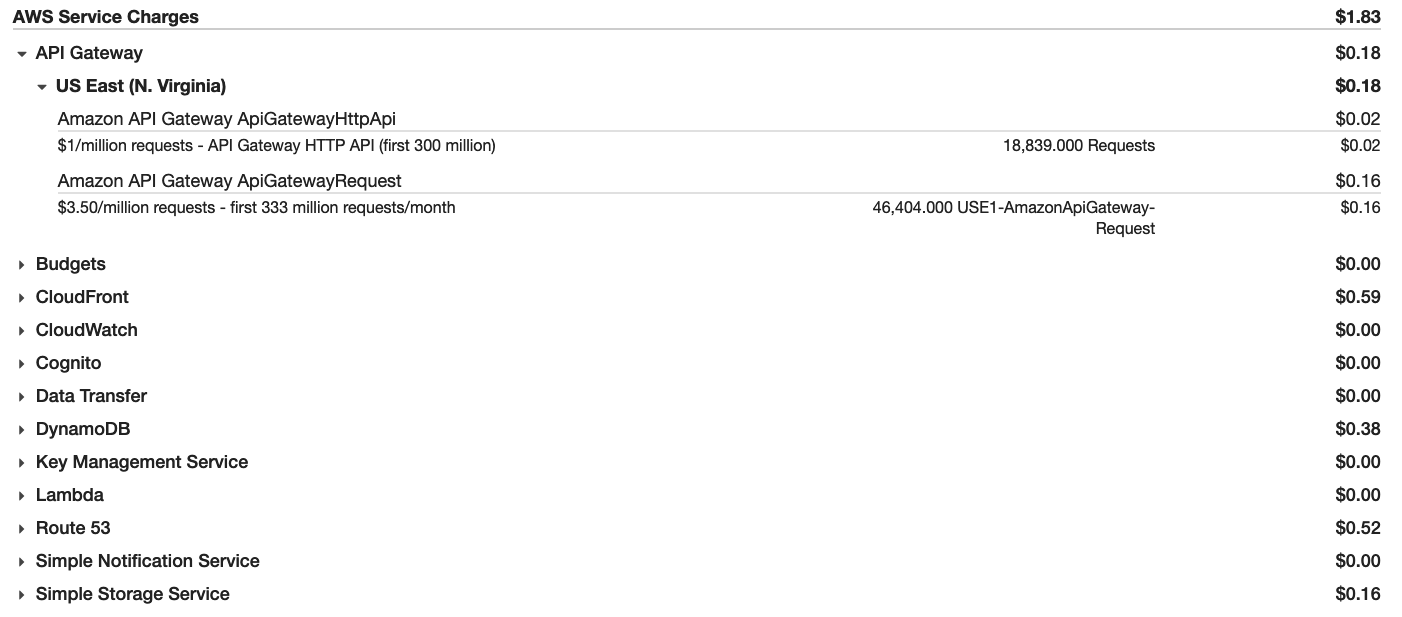 AWS Service Charges $1.83
API Gateway $0.18
US East (N. Virginia) $0.18
Amazon API Gateway ApiGatewayHttpApi $0.02
$1/million requests - API Gateway HTTP API (first 300 million) 18,839.000 Requests $0.02
Amazon API Gateway ApiGatewayRequest $0.16
$3.50/million requests - first 333 million requests/month 46,404.000 USE1-AmazonApiGateway- $0.16
Request
Budgets $0.00
CloudFront $0.59
CloudWatch $0.00
Cognito $0.00
Data Transfer $0.00
DynamoDB $0.38
Key Management Service $0.00
Lambda $0.00
Route 53 $0.52
Simple Notification Service $0.00
Simple Storage Service $0.16